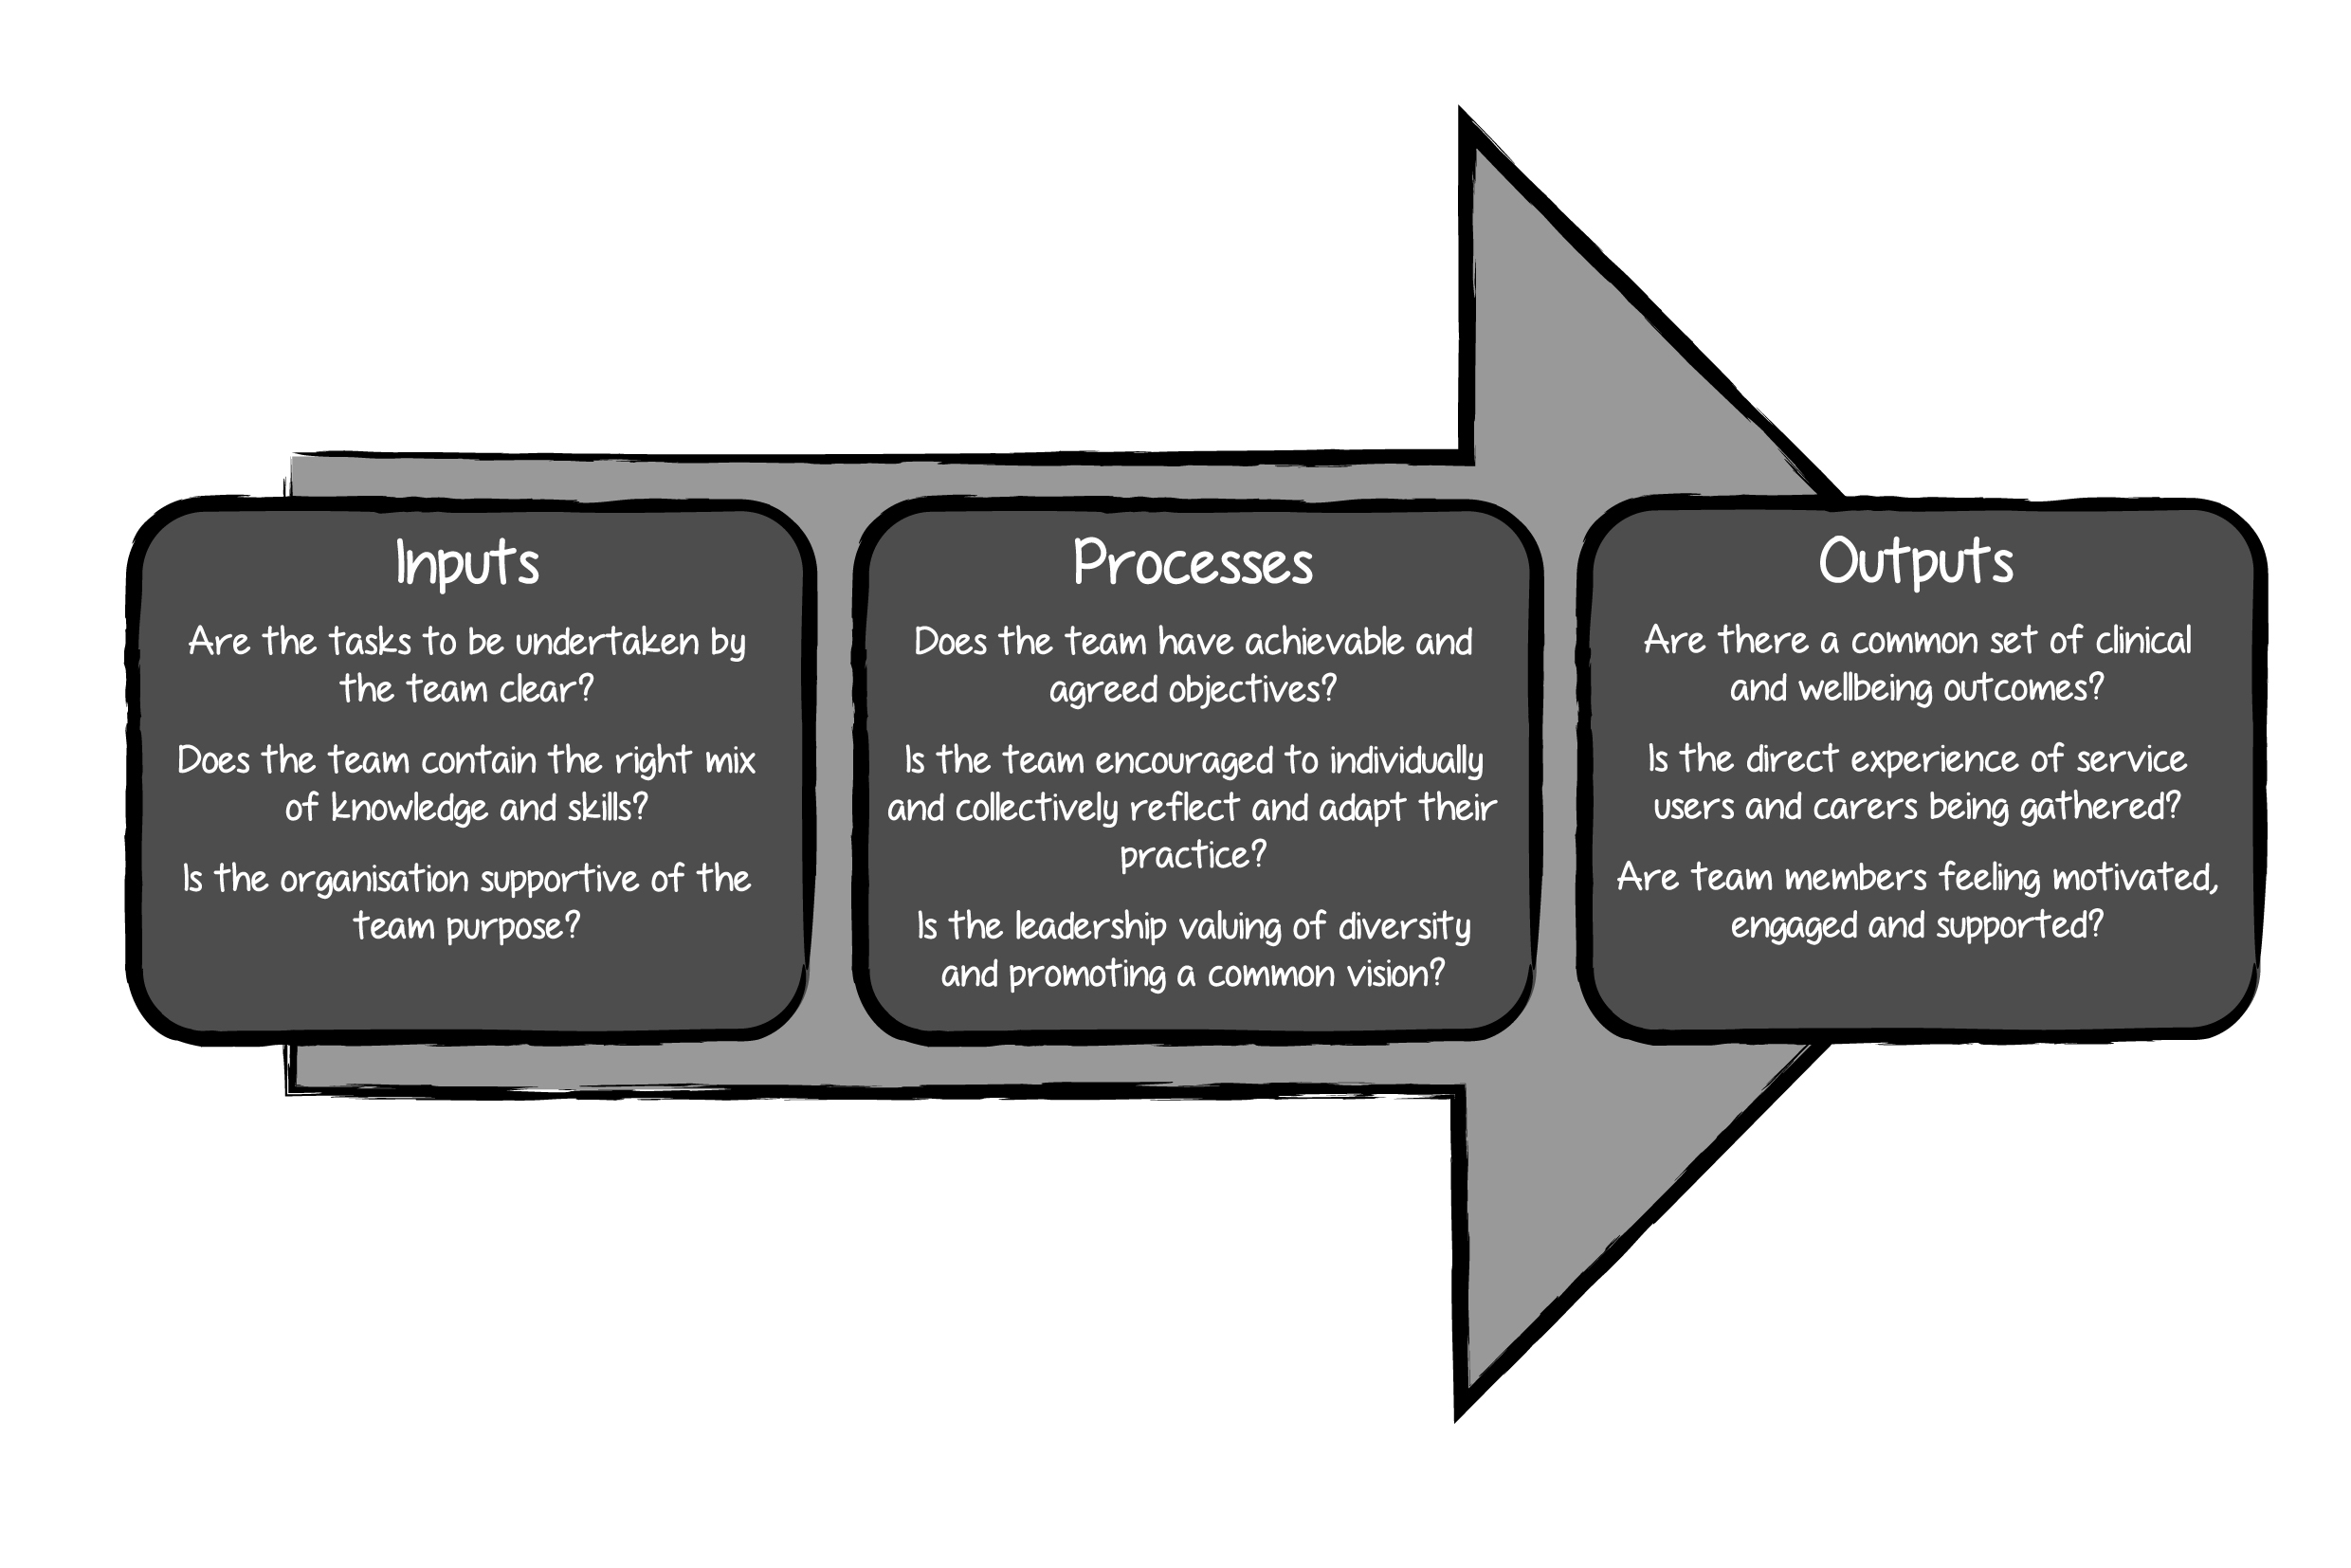 Inputs
Are the tasks to be undertaken by
the team clear?
Does the team contain the right mix
of knowledge and skills?
Is the organisation supportive of the
team purpose?
Processes
Does the team have achievable and
agreed objectives?
Is the team encouraged to individually
and collectively reflect and adapt their
practice?
Is the leadership valuing of diversity
and promoting a common vision?
Outputs
Are there a common set of clinical
and wellbeing outcomes?
Is the direct experience of service
users and carers being gathered?
Are team members feeling motivated,
engaged and supported?